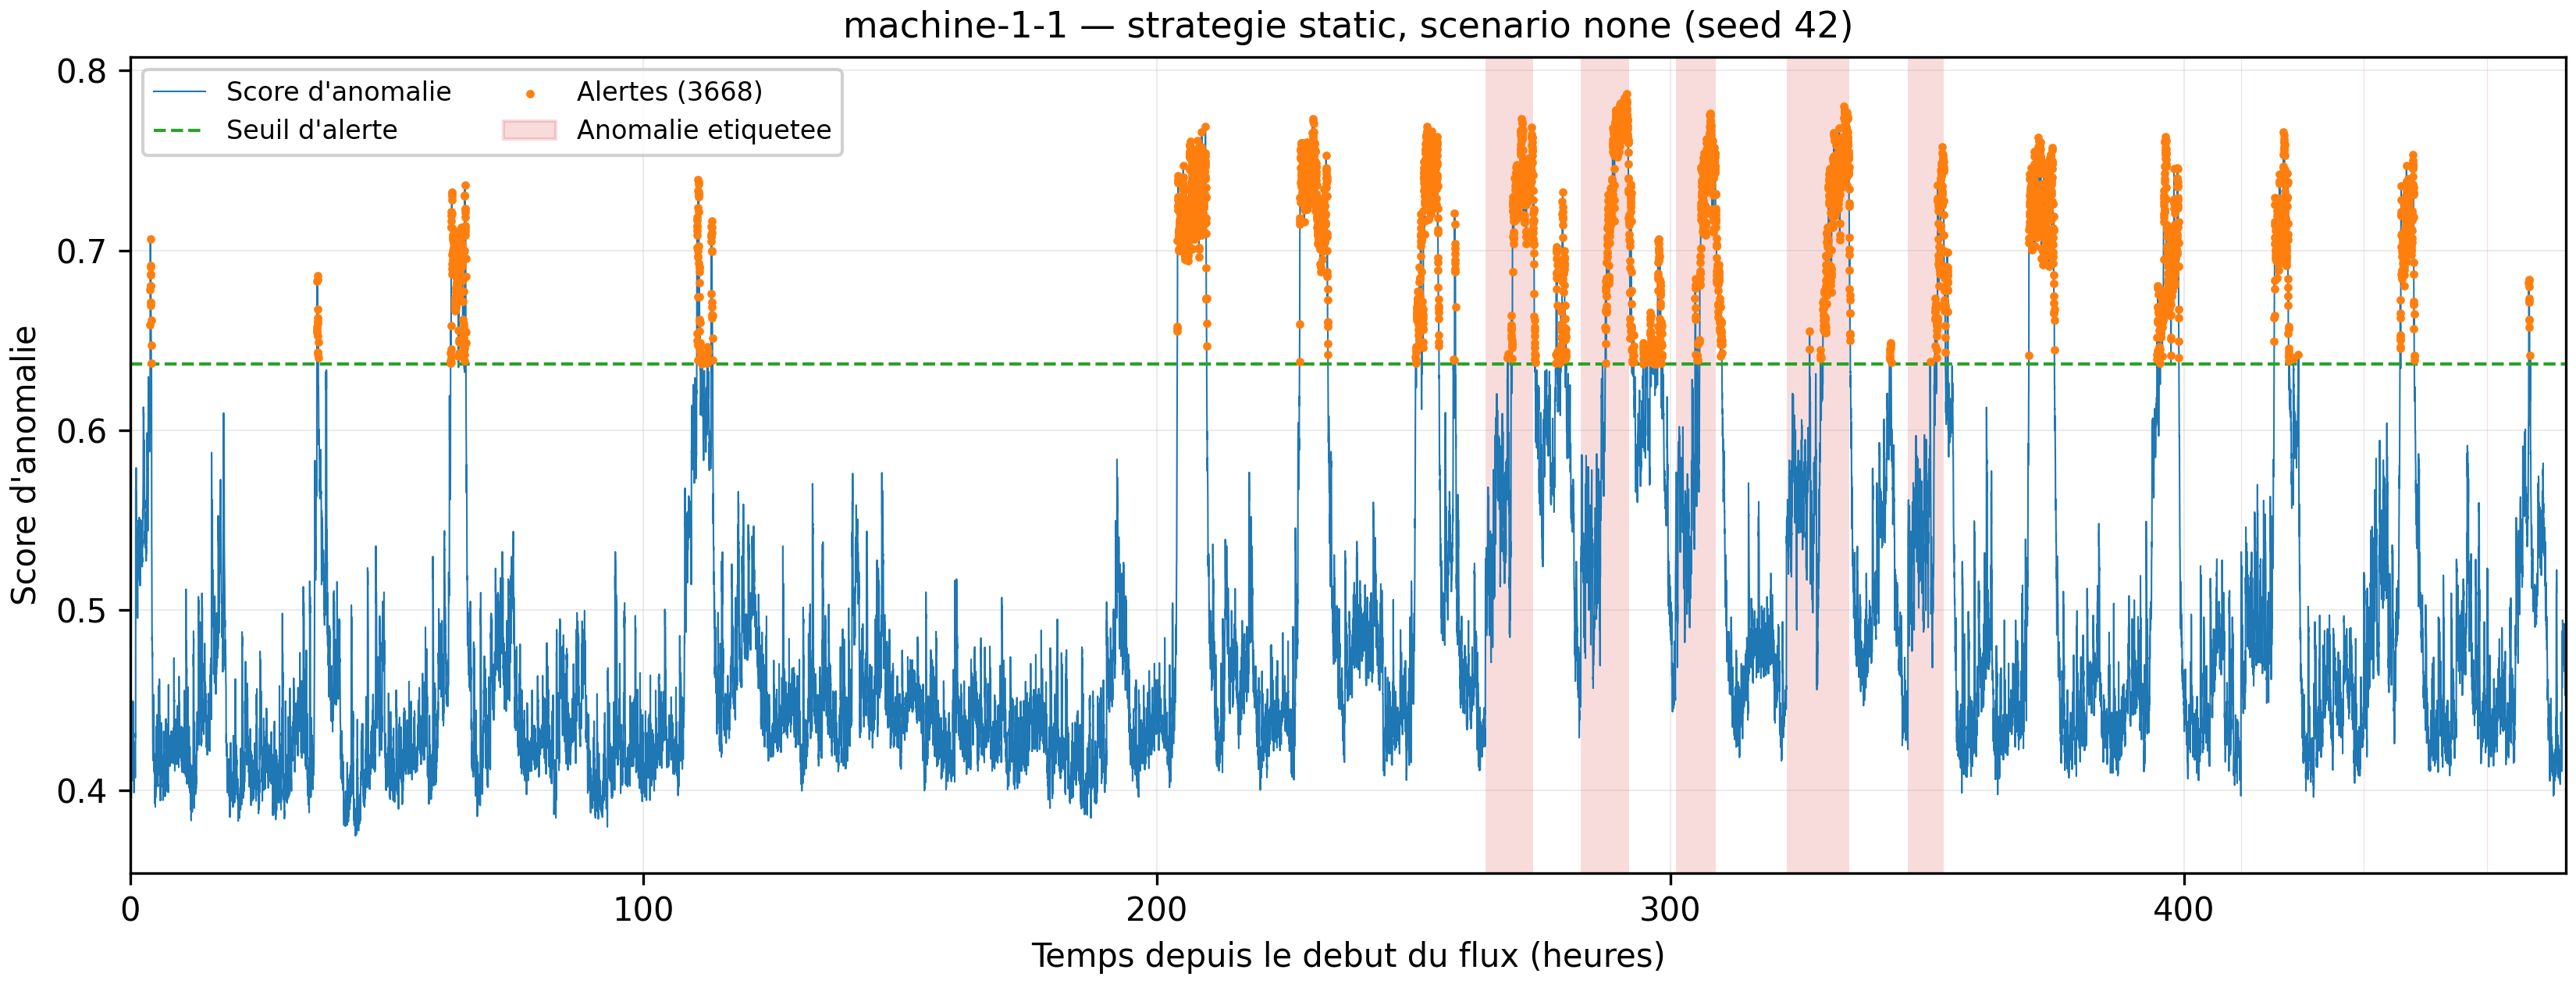 machine-1-1 — strategie static, scenario none (seed 42)
Score d'anomalie
Seuil d'alerte
Alertes (3668)
Anomalie etiquetee
Score d'anomalie
0.8
0.7
0.6
0.5
0.4
0 100 200 300 400
Temps depuis le debut du flux (heures)